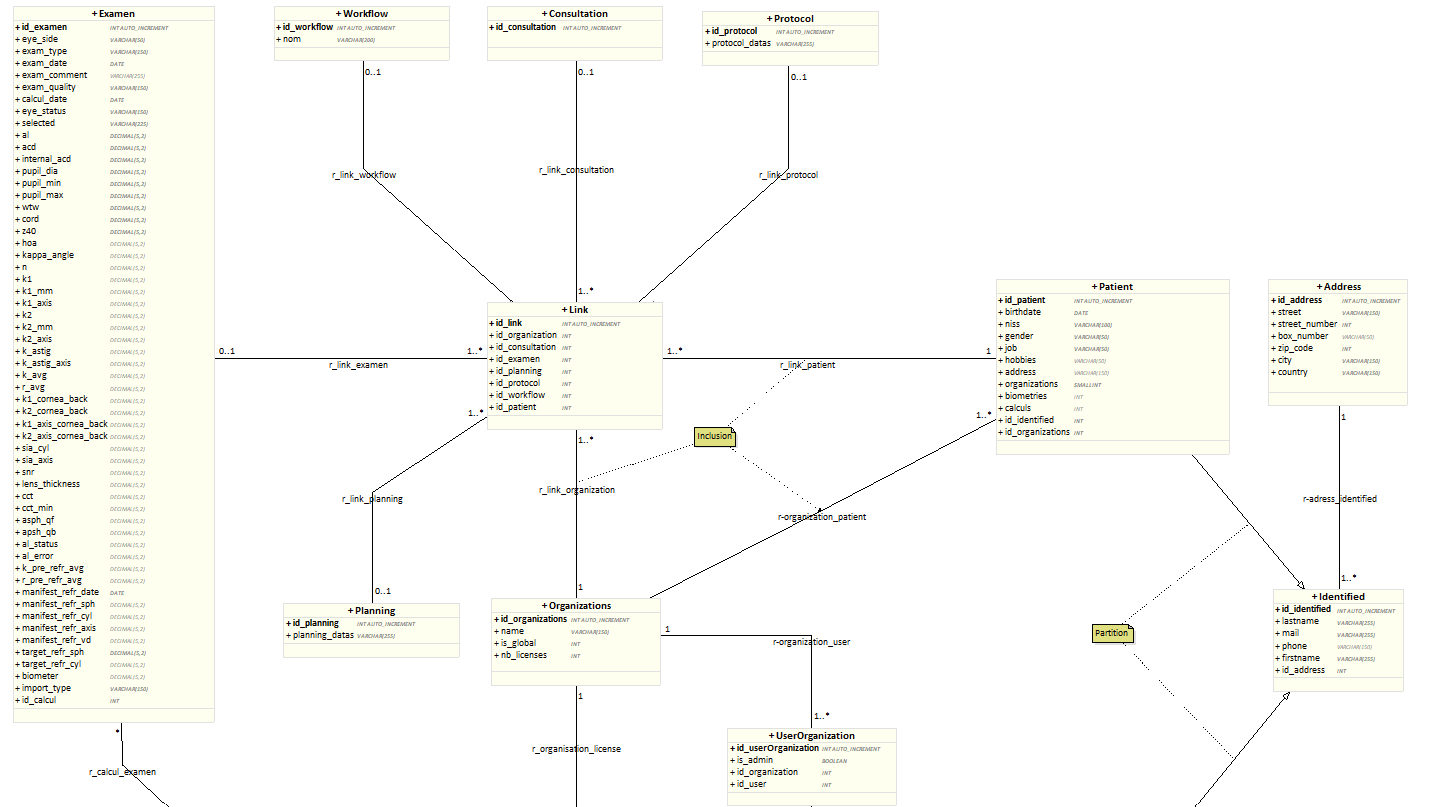 + Examen
+ id_examen INT AUTO_INCREMENT
+ eye_side VARCHAR(50)
+ exam_type VARCHAR(150)
+ exam_date DATE
+ exam_comment VARCHAR(255)
+ exam_quality VARCHAR(150)
+ calcul_date DATE
+ eye_status VARCHAR(150)
+ selected VARCHAR(225)
+ al DECIMAL(5,2)
+ acd DECIMAL(5,2)
+ internal_acd DECIMAL(5,2)
+ pupil_dia DECIMAL(5,2)
+ pupil_min DECIMAL(5,2)
+ pupil_max DECIMAL(5,2)
+ wtw DECIMAL(5,2)
+ cord DECIMAL(5,2)
+ z40 DECIMAL(5,2)
+ hoa DECIMAL(5,2)
+ kappa_angle DECIMAL(5,2)
+ n DECIMAL(5,2)
+ k1 DECIMAL(5,2)
+ k1_mm DECIMAL(5,2)
+ k1_axis DECIMAL(5,2)
+ k2 DECIMAL(5,2)
+ k2_mm DECIMAL(5,2)
+ k2_axis DECIMAL(5,2)
+ k_astig DECIMAL(5,2)
+ k_astig_axis DECIMAL(5,2)
+ k_avg DECIMAL(5,2)
+ r_avg DECIMAL(5,2)
+ k1_cornea_back DECIMAL(5,2)
+ k2_cornea_back DECIMAL(5,2)
+ k1_axis_cornea_back DECIMAL(5,2)
+ k2_axis_cornea_back DECIMAL(5,2)
+ sia_cyl DECIMAL(5,2)
+ sia_axis DECIMAL(5,2)
+ snr DECIMAL(5,2)
+ lens_thickness DECIMAL(5,2)
+ cct DECIMAL(5,2)
+ cct_min DECIMAL(5,2)
+ asph_qf DECIMAL(5,2)
+ apsh_qb DECIMAL(5,2)
+ al_status DECIMAL(5,2)
+ al_error DECIMAL(5,2)
+ k_pre_refr_avg DECIMAL(5,2)
+ r_pre_refr_avg DECIMAL(5,2)
+ manifest_refr_date DATE
+ manifest_refr_sph DECIMAL(5,2)
+ manifest_refr_cyl DECIMAL(5,2)
+ manifest_refr_axis DECIMAL(5,2)
+ manifest_refr_vd DECIMAL(5,2)
+ target_refr_sph DECIMAL(5,2)
+ target_refr_cyl DECIMAL(5,2)
+ biometer DECIMAL(5,2)
+ import_type VARCHAR(150)
+ id_calcul INT
*
r_calcul_examen
+ Workflow
+ id_workflow INT AUTO_INCREMENT
+ nom VARCHAR(200)
0..1
r_link_workflow
+ Consultation
+ id_consultation INT AUTO_INCREMENT
0..1
r_link_consultation
1..*
+ Protocol
+ id_protocol INT AUTO_INCREMENT
+ protocol_datas VARCHAR(255)
0..1
r_link_protocol
+ Link
+ id_link INT AUTO_INCREMENT
+ id_organization INT
+ id_consultation INT
+ id_examen INT
+ id_planning INT
+ id_protocol INT
+ id_workflow INT
+ id_patient INT
0..1
1..*
r_link_examen
1..*
1
r_link_patient
1..*
r_link_planning
0..1
1..*
r_link_organization
1
Inclusion
1..*
r-organization_patient
+ Patient
+ id_patient INT AUTO_INCREMENT
+ birthdate DATE
+ niss VARCHAR(100)
+ gender VARCHAR(50)
+ job VARCHAR(50)
+ hobbies VARCHAR(50)
+ address VARCHAR(150)
+ organizations SMALLINT
+ biometries INT
+ calculs INT
+ id_identified INT
+ id_organizations INT
+ Address
+ id_address INT AUTO_INCREMENT
+ street VARCHAR(150)
+ street_number INT
+ box_number VARCHAR(50)
+ zip_code INT
+ city VARCHAR(150)
+ country VARCHAR(150)
1
r-adress_identified
1..*
+ Planning
+ id_planning INT AUTO_INCREMENT
+ planning_datas VARCHAR(255)
+ Organizations
+ id_organizations INT AUTO_INCREMENT
+ name VARCHAR(150)
+ is_global INT
+ nb_licenses INT
1
r-organization_user
1..*
1
r_organisation_license
+ UserOrganization
+ id_userOrganization INT AUTO_INCREMENT
+ is_admin BOOLEAN
+ id_organization INT
+ id_user INT
Partition
+ Identified
+ id_identified INT AUTO_INCREMENT
+ lastname VARCHAR(255)
+ mail VARCHAR(255)
+ phone VARCHAR(150)
+ firstname VARCHAR(255)
+ id_address INT